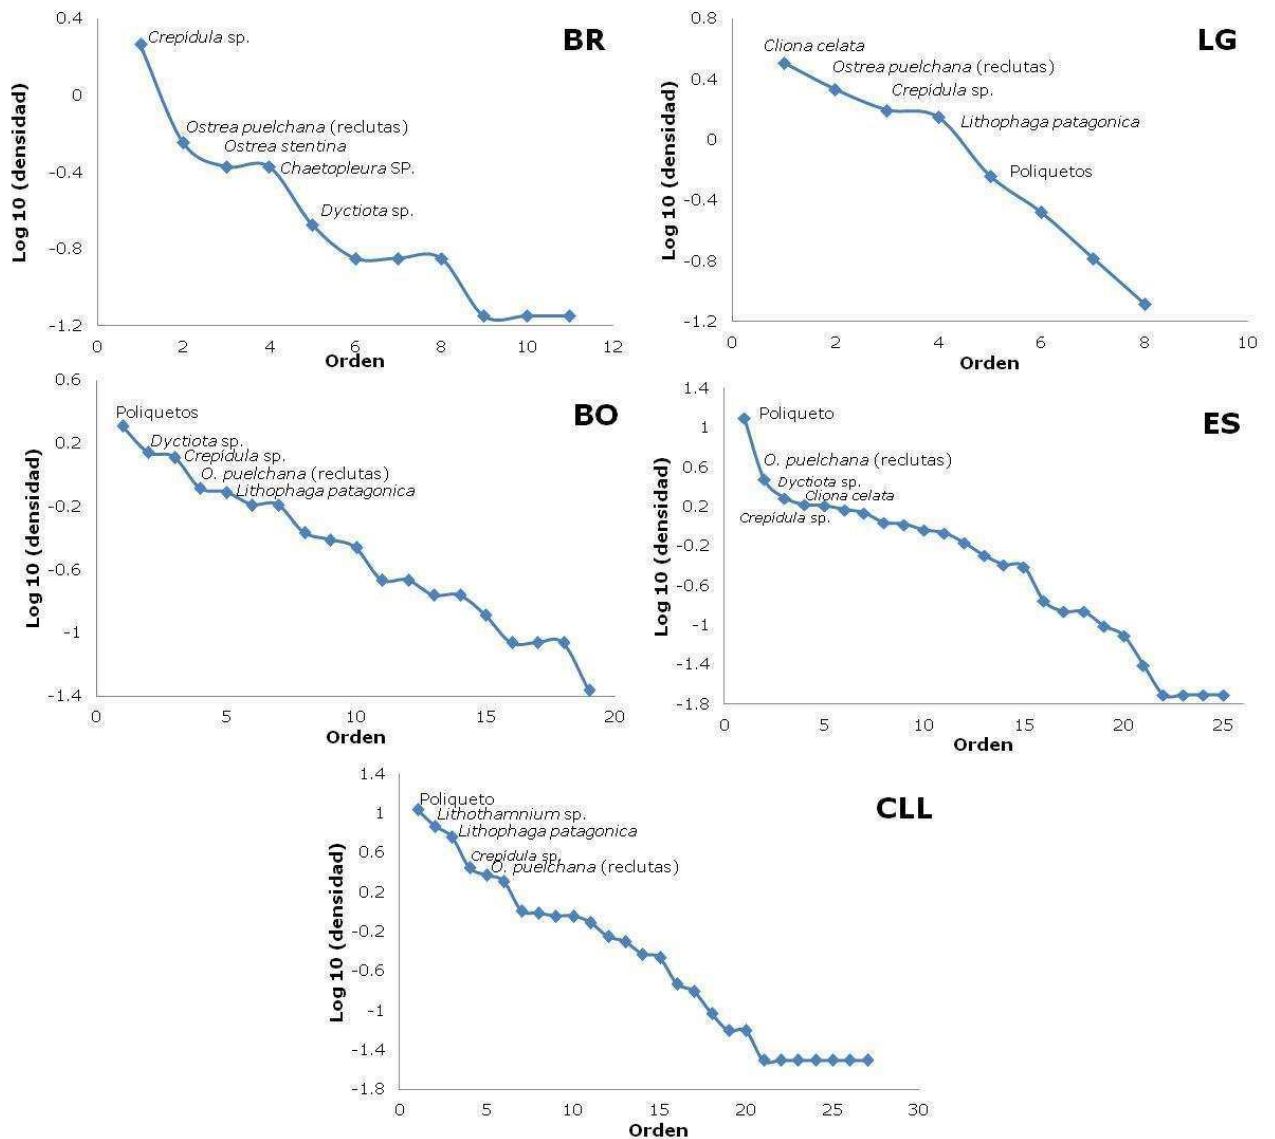 BR
Log 10 (densidad)
0.4
0
-0.4
-0.8
-1.2
Crepídula sp.
Ostrea puelchana (reclutas)
Ostrea stentina
Chaetopleura SP.
Dyctiota sp.
0 2 4 6 8 10 12
Orden
LG
Log 10 (densidad)
0.8
0.4
0
-0.4
-0.8
-1.2
Cliona celata
Ostrea puelchana (reclutas)
Crepídula sp.
Lithophaga patagonica
Poliquetos
0 2 4 6 8 10
Orden
BO
Log 10 (densidad)
0.6
0.2
-0.2
-0.6
-1
-1.4
Poliquetos
Dyctiota sp.
Crepídula sp.
O. puelchana (reclutas)
Lithophaga patagonica
0 5 10 15 20
Orden
ES
Log 10 (densidad)
1.4
1
0.6
0.2
-0.2
-0.6
-1
-1.4
-1.8
Poliqueto
O. puelchana (reclutas)
Dyctiota sp.
Cliona celata
Crepídula sp.
0 5 10 15 20 25
Orden
CLL
Log 10 (densidad)
1.4
1
0.6
0.2
-0.2
-0.6
-1
-1.4
-1.8
Poliqueto
Lithothamnium sp.
Lithophaga patagonica
Crepídula sp.
O. puelchana (reclutas)
0 5 10 15 20 25 30
Orden